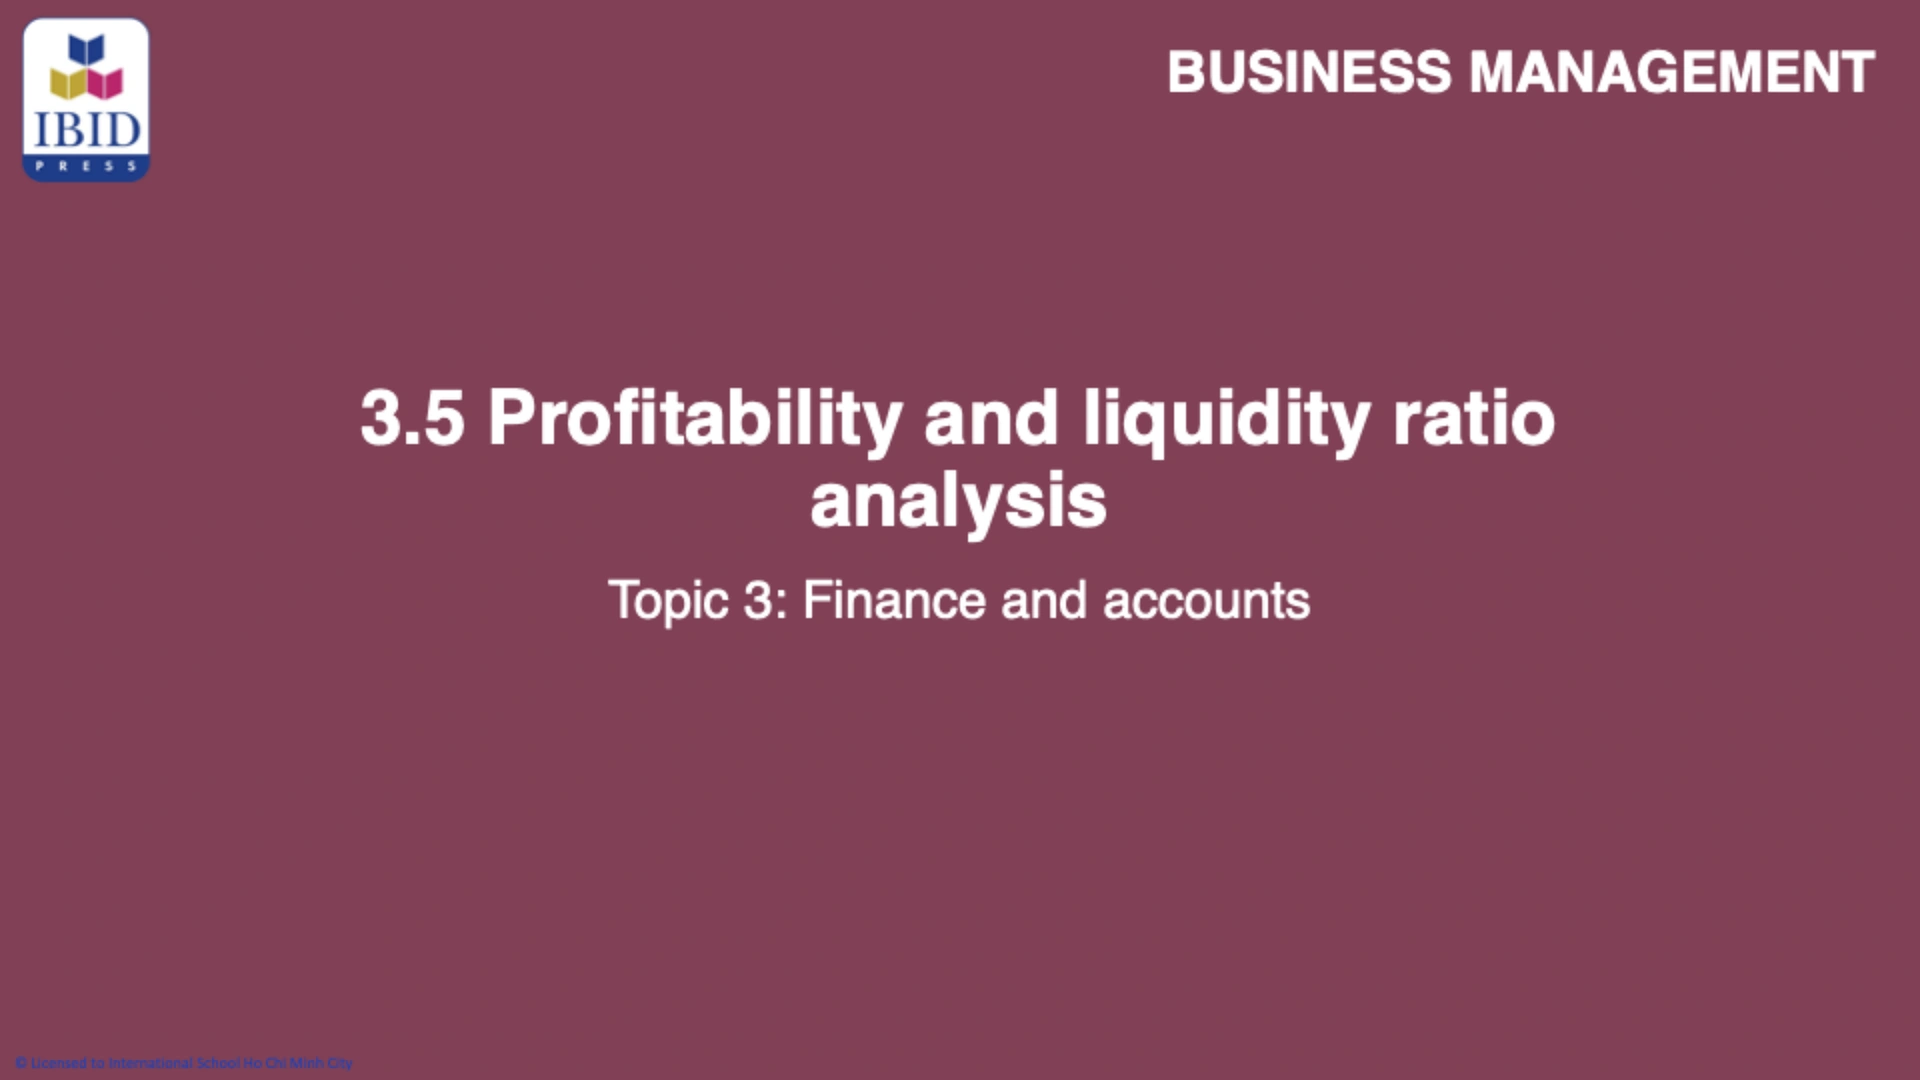 IBID
PRESS
BUSINESS MANAGEMENT
3.5 Profitability and liquidity ratio
analysis
Topic 3: Finance and accounts
© Licensed to International School Ho Chi Minh City